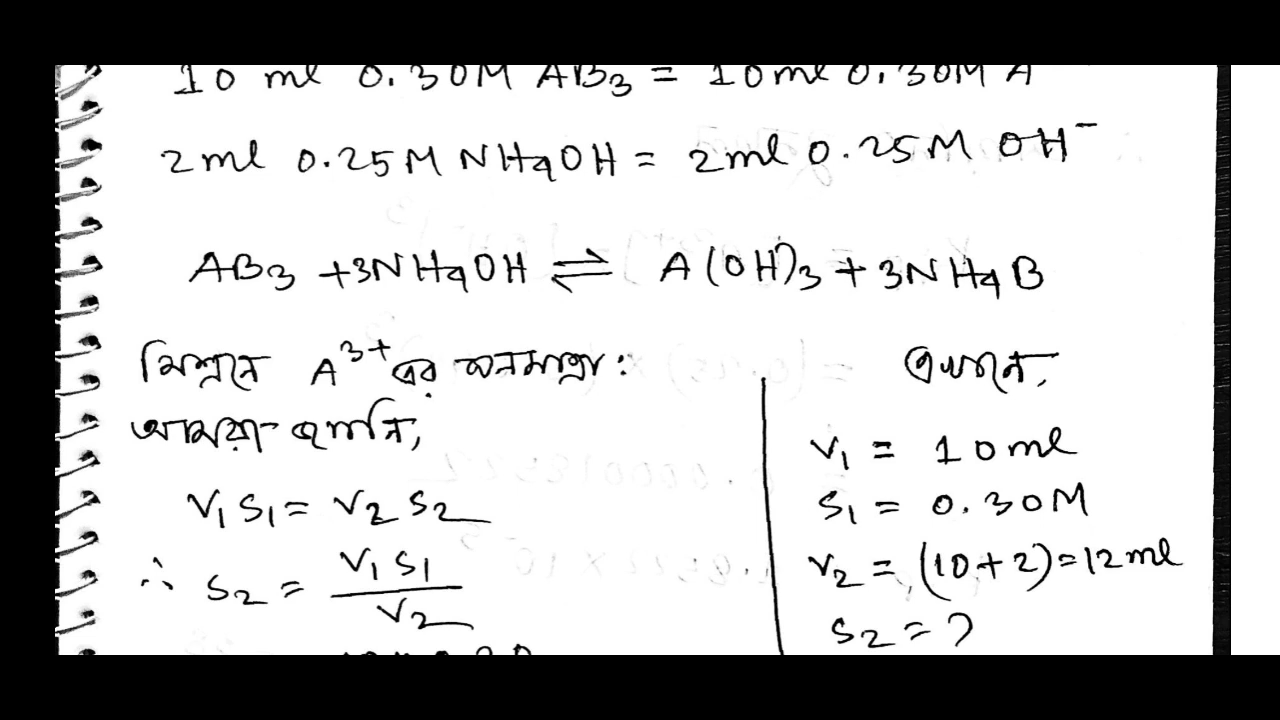 10 ml 0.30M AB₃ = 10ml 0.30M A
2ml 0.25M NH₄OH = 2ml 0.25M OH⁻
AB₃ + 3NH₄OH ⇌ A(OH)₃ + 3NH₄B
মিশ্রনে A³⁺ এর ঘনমাত্রা:
আমরা জানি,
V₁S₁ = V₂S₂
∴ S₂ = V₁S₁ / V₂
এখানে,
V₁ = 10ml
S₁ = 0.30M
V₂ = (10+2) = 12ml
S₂ = ?